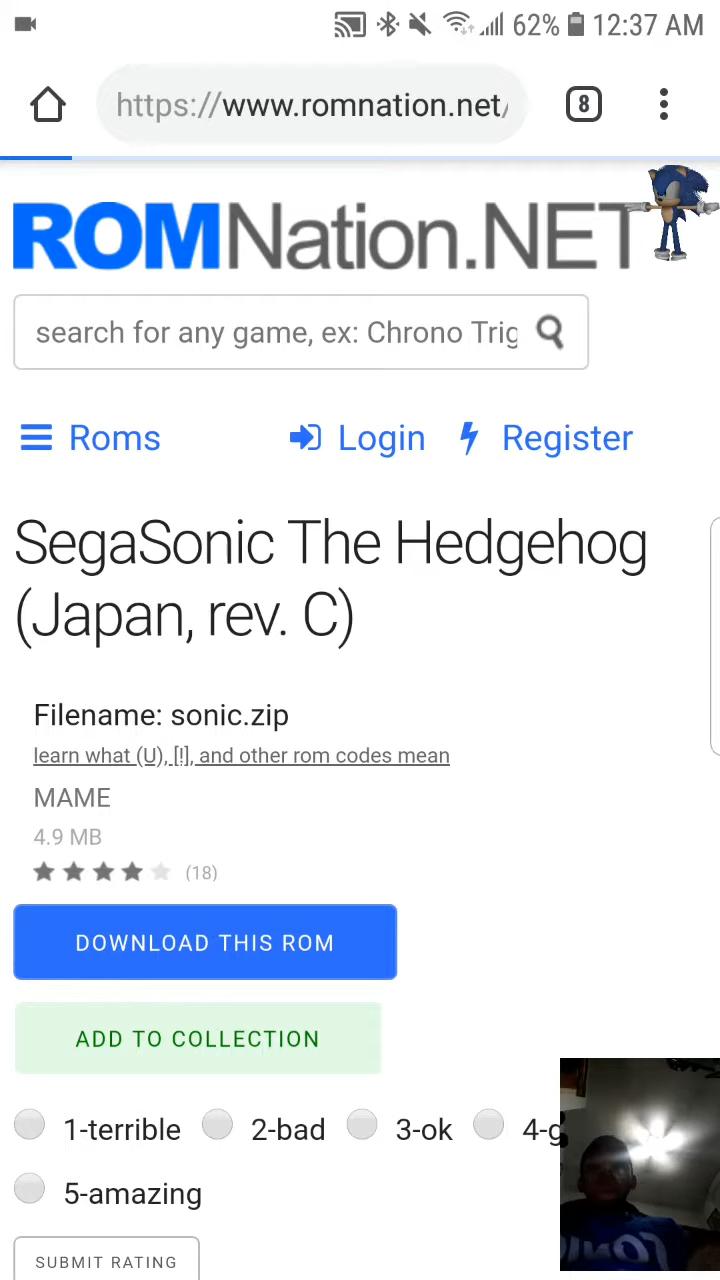 62% 12:37 AM
https://www.romnation.net/
8
ROMNation.NET
search for any game, ex: Chrono Trig
Roms Login Register
SegaSonic The Hedgehog
(Japan, rev. C)
Filename: sonic.zip
learn what (U), [!], and other rom codes mean
MAME
4.9 MB
(18)
DOWNLOAD THIS ROM
ADD TO COLLECTION
1-terrible 2-bad 3-ok 4-g
5-amazing
SUBMIT RATING